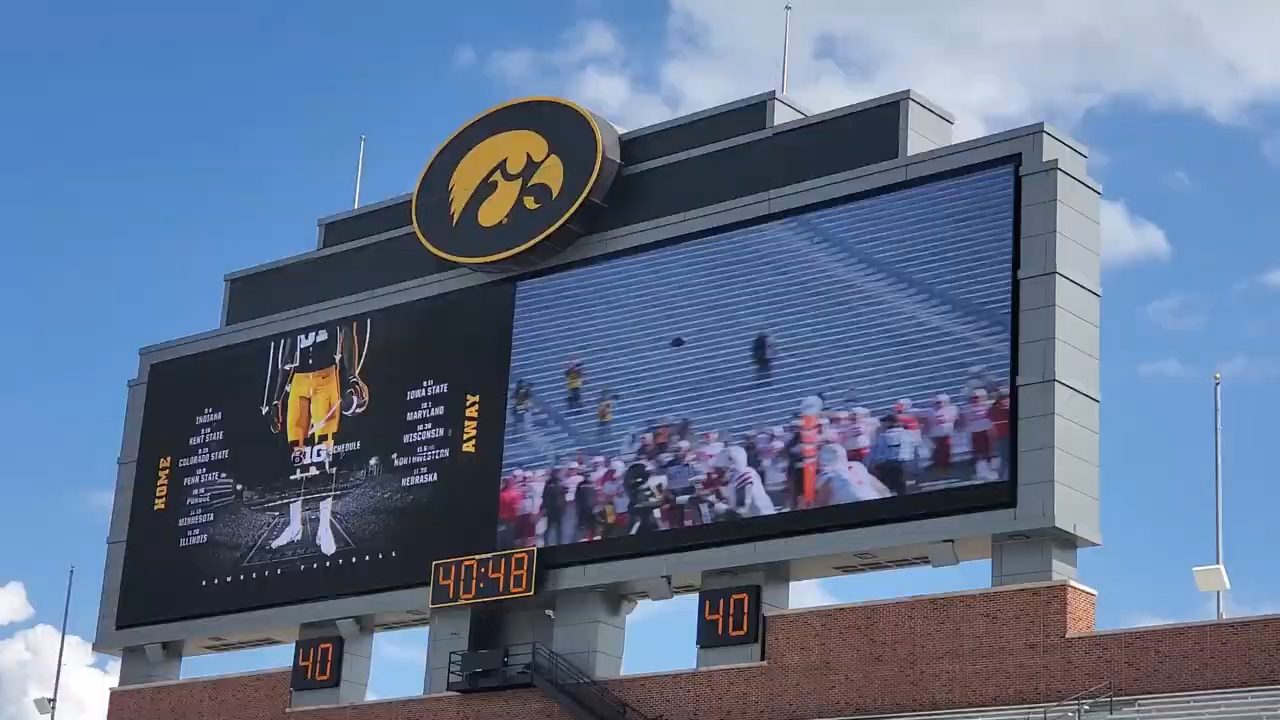 HOME
9.4
INDIANA
9.18
KENT STATE
9.25
COLORADO STATE
10.9
PENN STATE
10.16
PURDUE
11.13
MINNESOTA
11.20
ILLINOIS
B1G
SCHEDULE
9.11
IOWA STATE
10.1
MARYLAND
10.30
WISCONSIN
11.6
NORTHWESTERN
11.26
NEBRASKA
AWAY
HAWKEYE FOOTBALL
40:48
40
40